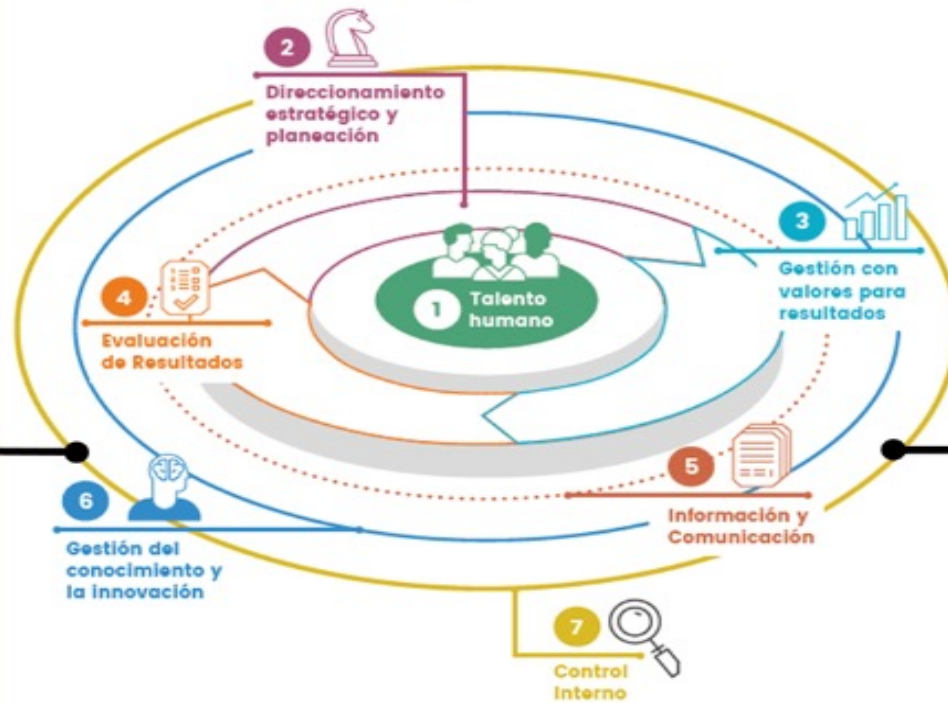 2
Direccionamiento
estratégico y
planeación
3
Gestión con
valores para
resultados
1
Talento
humano
4
Evaluación
de Resultados
5
Información y
Comunicación
6
Gestión del
conocimiento y
la innovación
7
Control
Interno